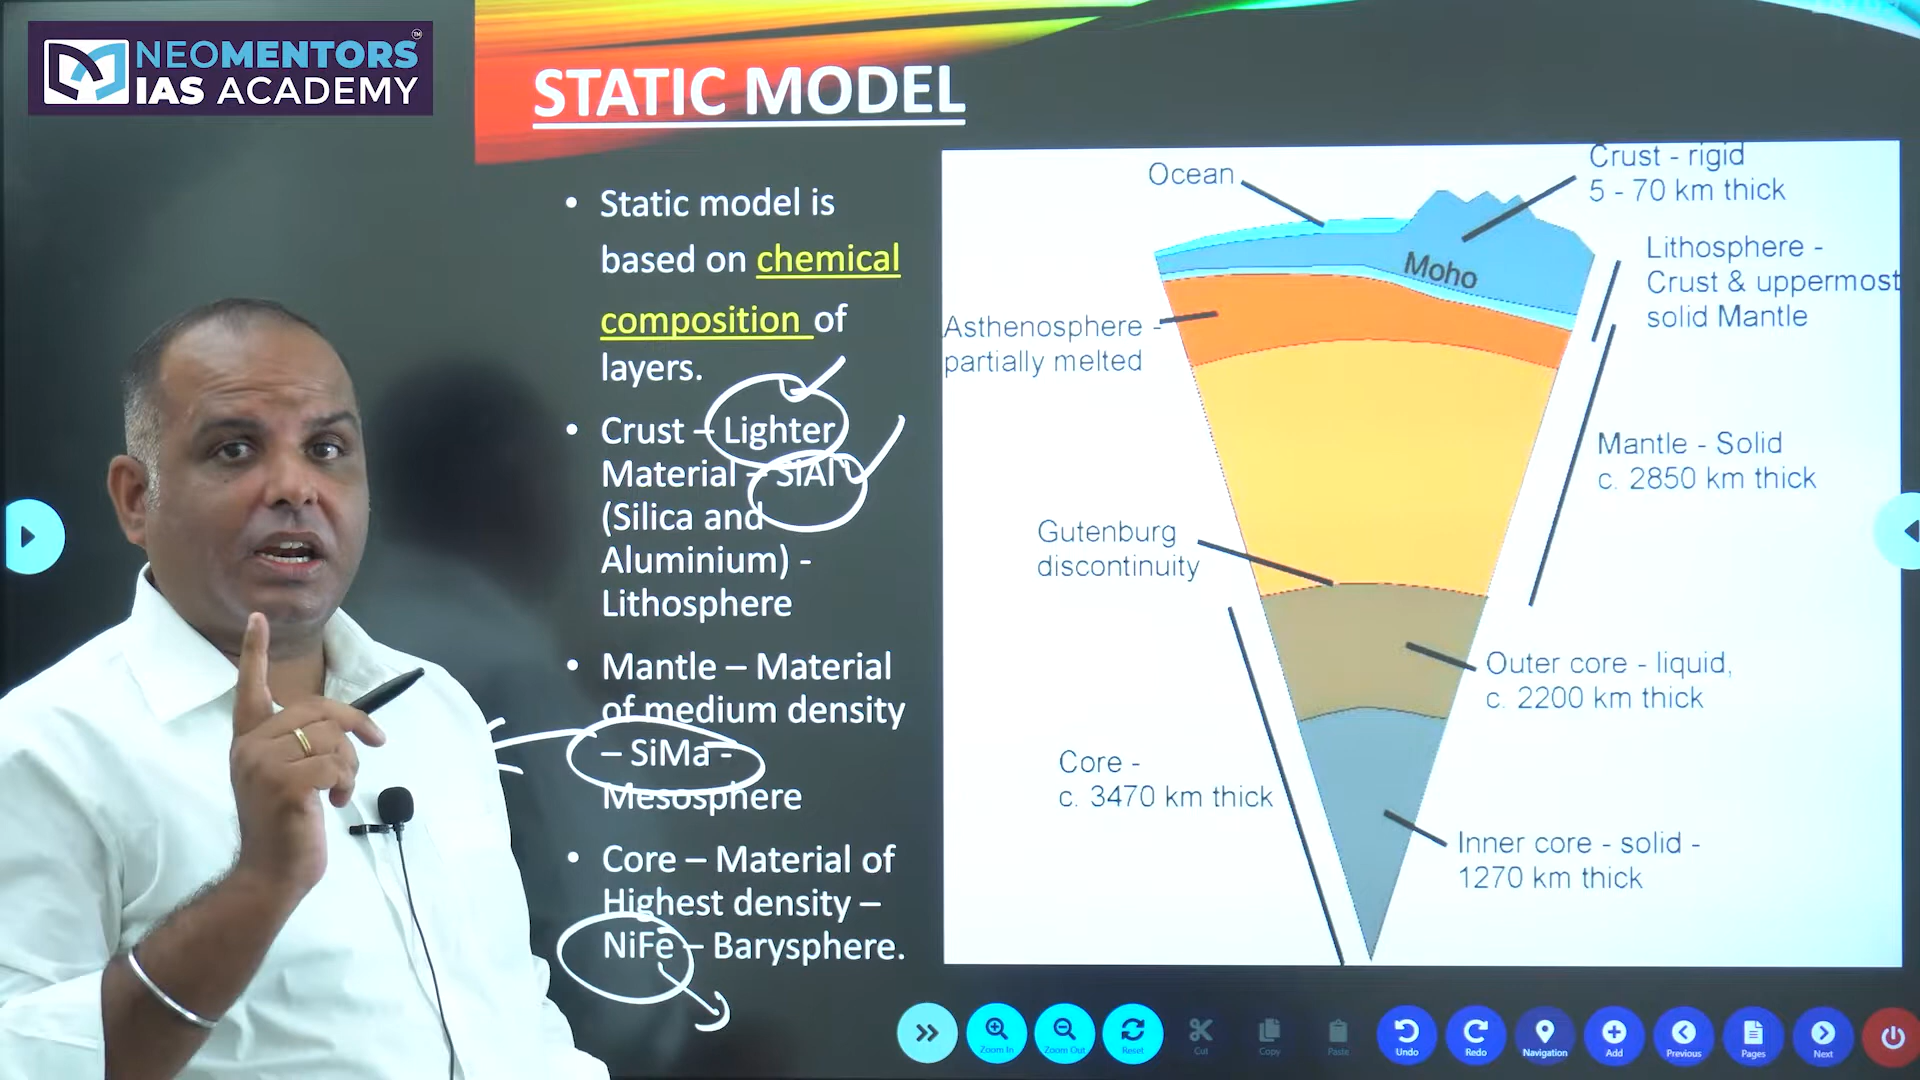 NEOMENTORS TM
IAS ACADEMY
STATIC MODEL
• Static model is
based on chemical
composition of
layers.
• Crust – Lighter
Material – SIAl
(Silica and
Aluminium) -
Lithosphere
• Mantle – Material
of medium density
– SiMa -
Mesosphere
• Core – Material of
Highest density –
NiFe – Barysphere.
Ocean
Crust - rigid
5 - 70 km thick
Moho
Lithosphere -
Crust & uppermost
solid Mantle
Asthenosphere -
partially melted
Mantle - Solid
c. 2850 km thick
Gutenburg
discontinuity
Outer core - liquid,
c. 2200 km thick
Core -
c. 3470 km thick
Inner core - solid -
1270 km thick
Zoom In
Zoom Out
Reset
Cut
Copy
Paste
Undo
Redo
Navigation
Add
Previous
Pages
Next